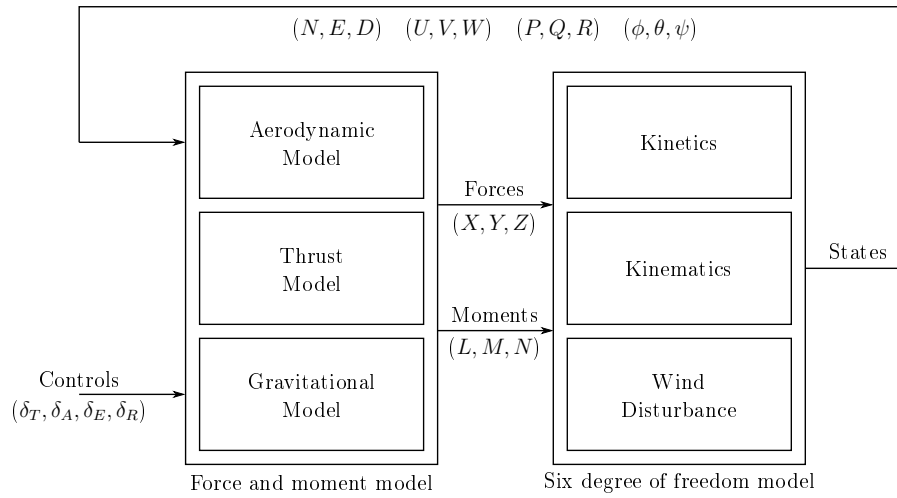 (N, E, D) (U, V, W) (P, Q, R) (ϕ, θ, ψ)
Aerodynamic
Model
Thrust
Model
Gravitational
Model
Force and moment model
Controls
(δ_T, δ_A, δ_E, δ_R)
Forces
(X, Y, Z)
Moments
(L, M, N)
Kinetics
Kinematics
Wind
Disturbance
Six degree of freedom model
States